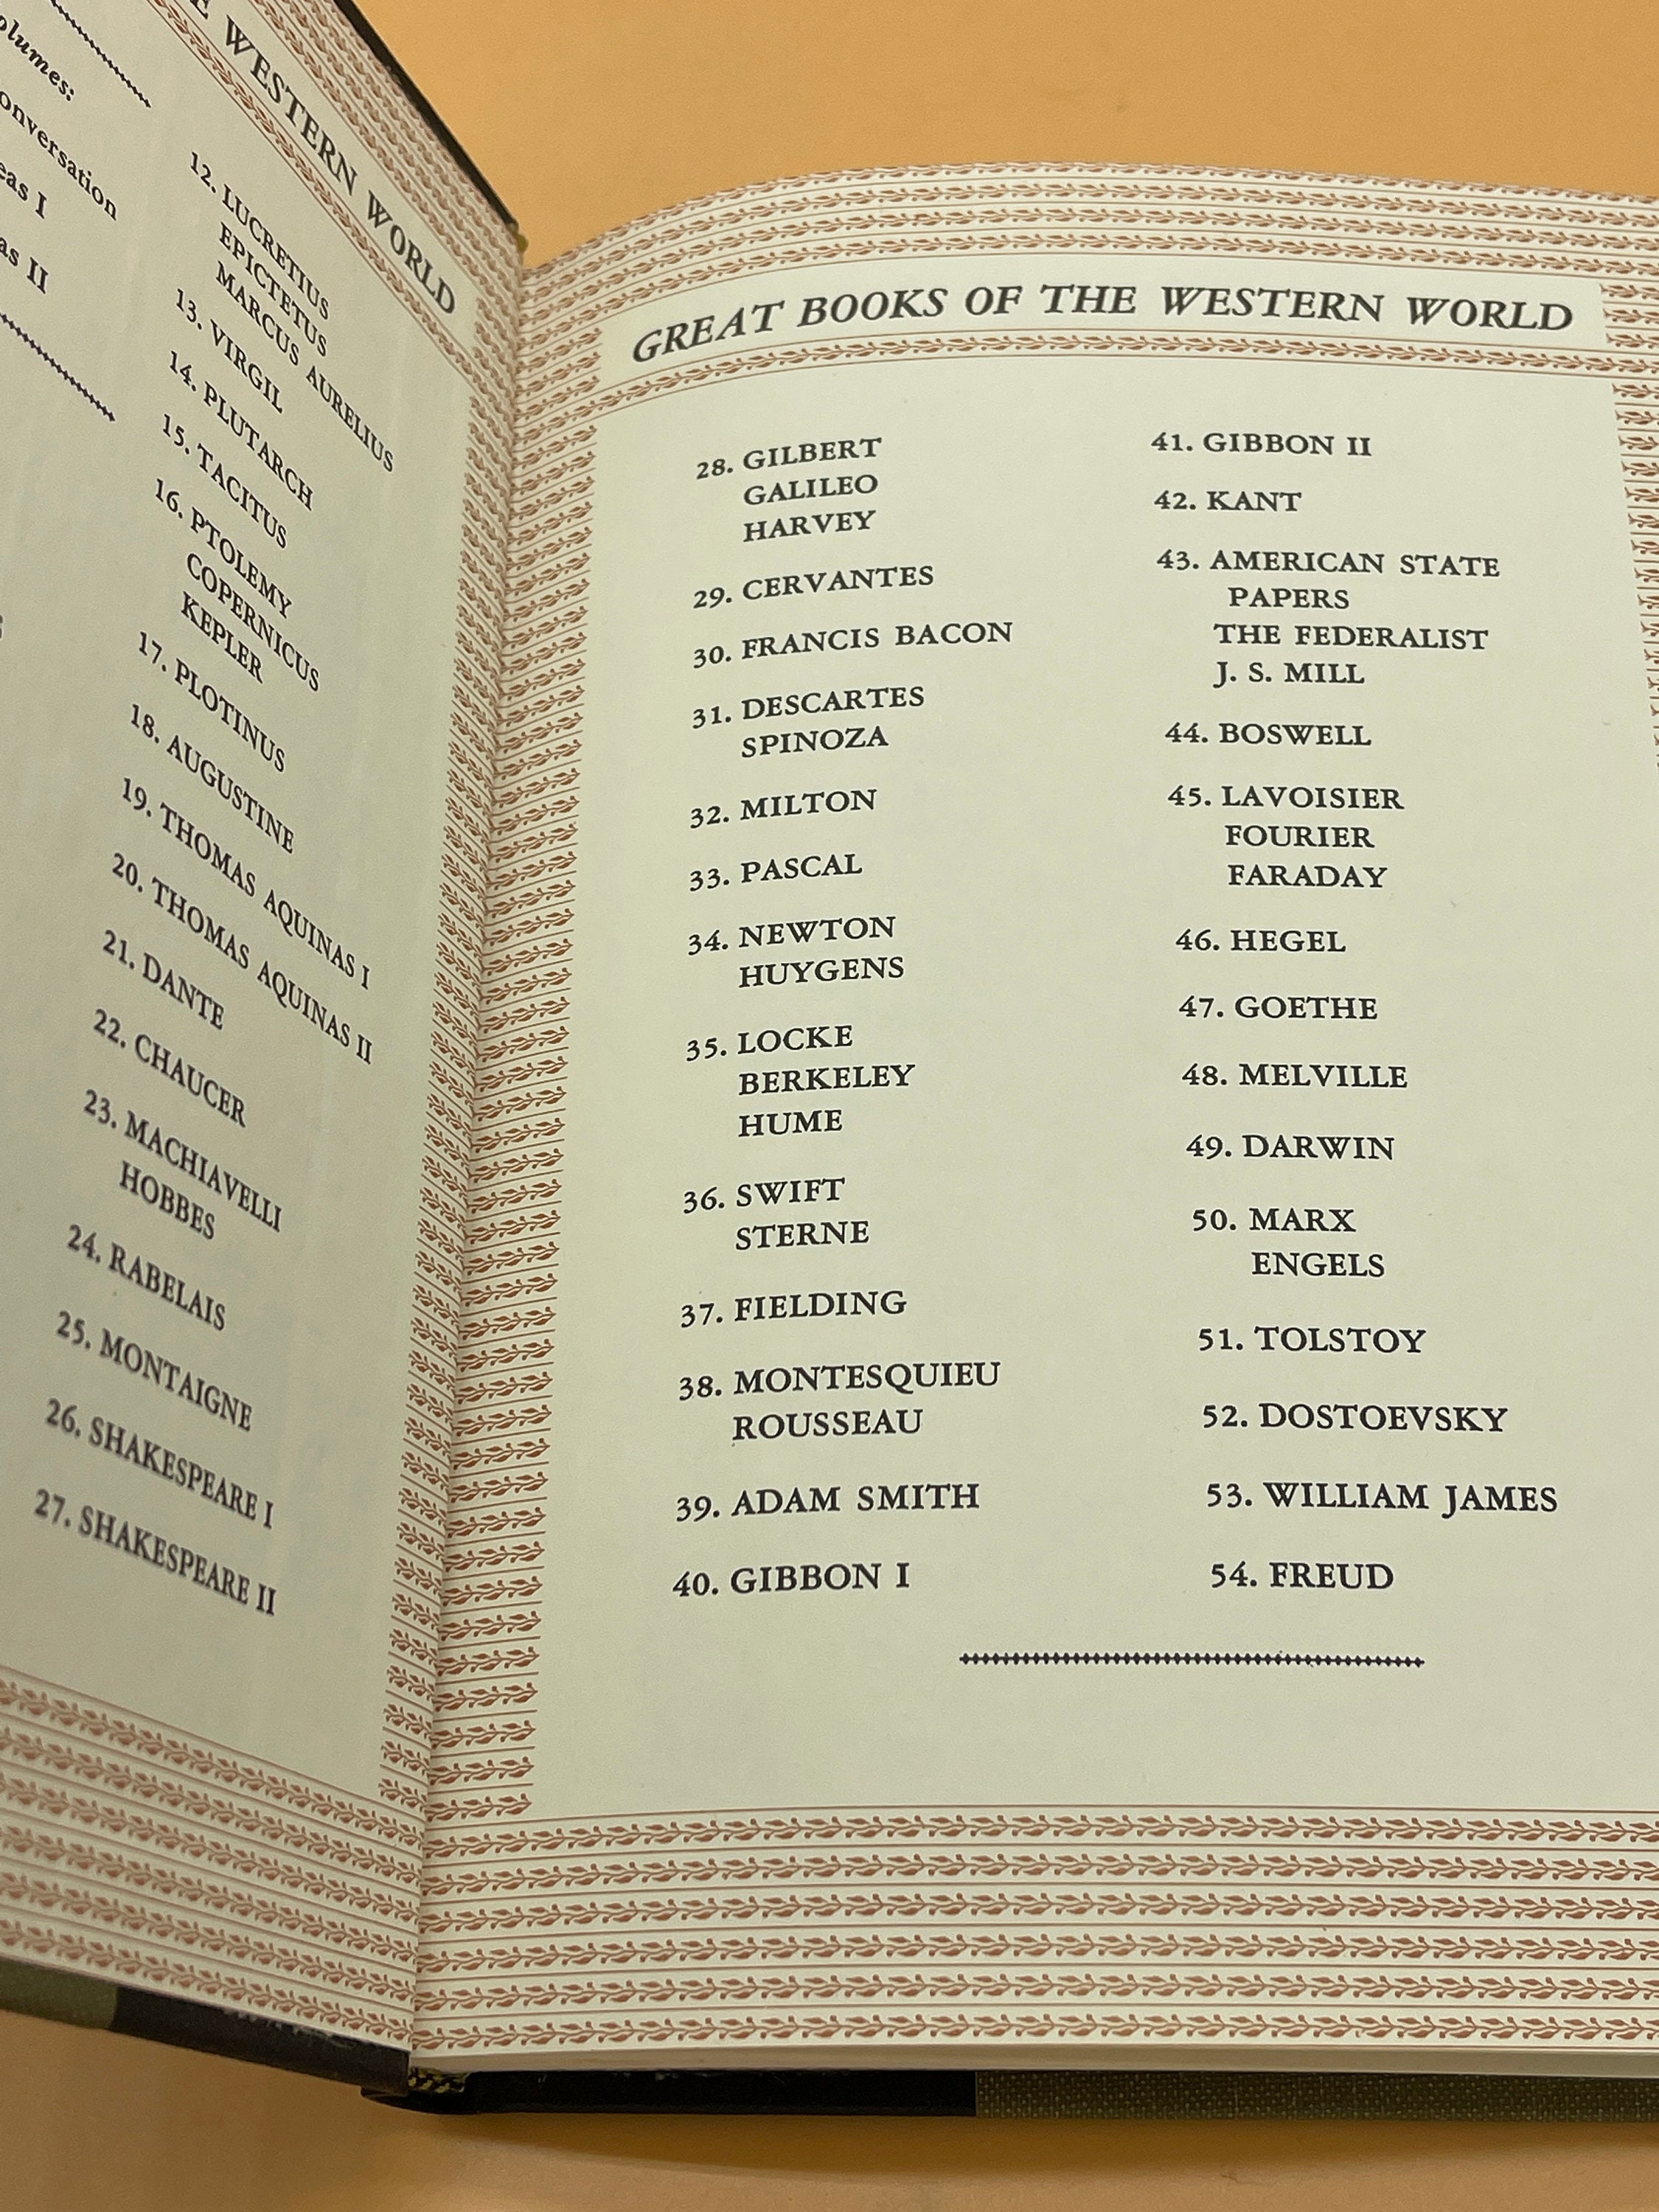 E WESTERN WORLD
olumes:
onversation
eas I
as II
12. LUCRETIUS
EPICTETUS
MARCUS AURELIUS
13. VIRGIL
14. PLUTARCH
15. TACITUS
16. PTOLEMY
COPERNICUS
KEPLER
17. PLOTINUS
18. AUGUSTINE
19. THOMAS AQUINAS I
20. THOMAS AQUINAS II
21. DANTE
22. CHAUCER
23. MACHIAVELLI
HOBBES
24. RABELAIS
25. MONTAIGNE
26. SHAKESPEARE I
27. SHAKESPEARE II
GREAT BOOKS OF THE WESTERN WORLD
28. GILBERT
GALILEO
HARVEY
29. CERVANTES
30. FRANCIS BACON
31. DESCARTES
SPINOZA
32. MILTON
33. PASCAL
34. NEWTON
HUYGENS
35. LOCKE
BERKELEY
HUME
36. SWIFT
STERNE
37. FIELDING
38. MONTESQUIEU
ROUSSEAU
39. ADAM SMITH
40. GIBBON I
41. GIBBON II
42. KANT
43. AMERICAN STATE
PAPERS
THE FEDERALIST
J. S. MILL
44. BOSWELL
45. LAVOISIER
FOURIER
FARADAY
46. HEGEL
47. GOETHE
48. MELVILLE
49. DARWIN
50. MARX
ENGELS
51. TOLSTOY
52. DOSTOEVSKY
53. WILLIAM JAMES
54. FREUD